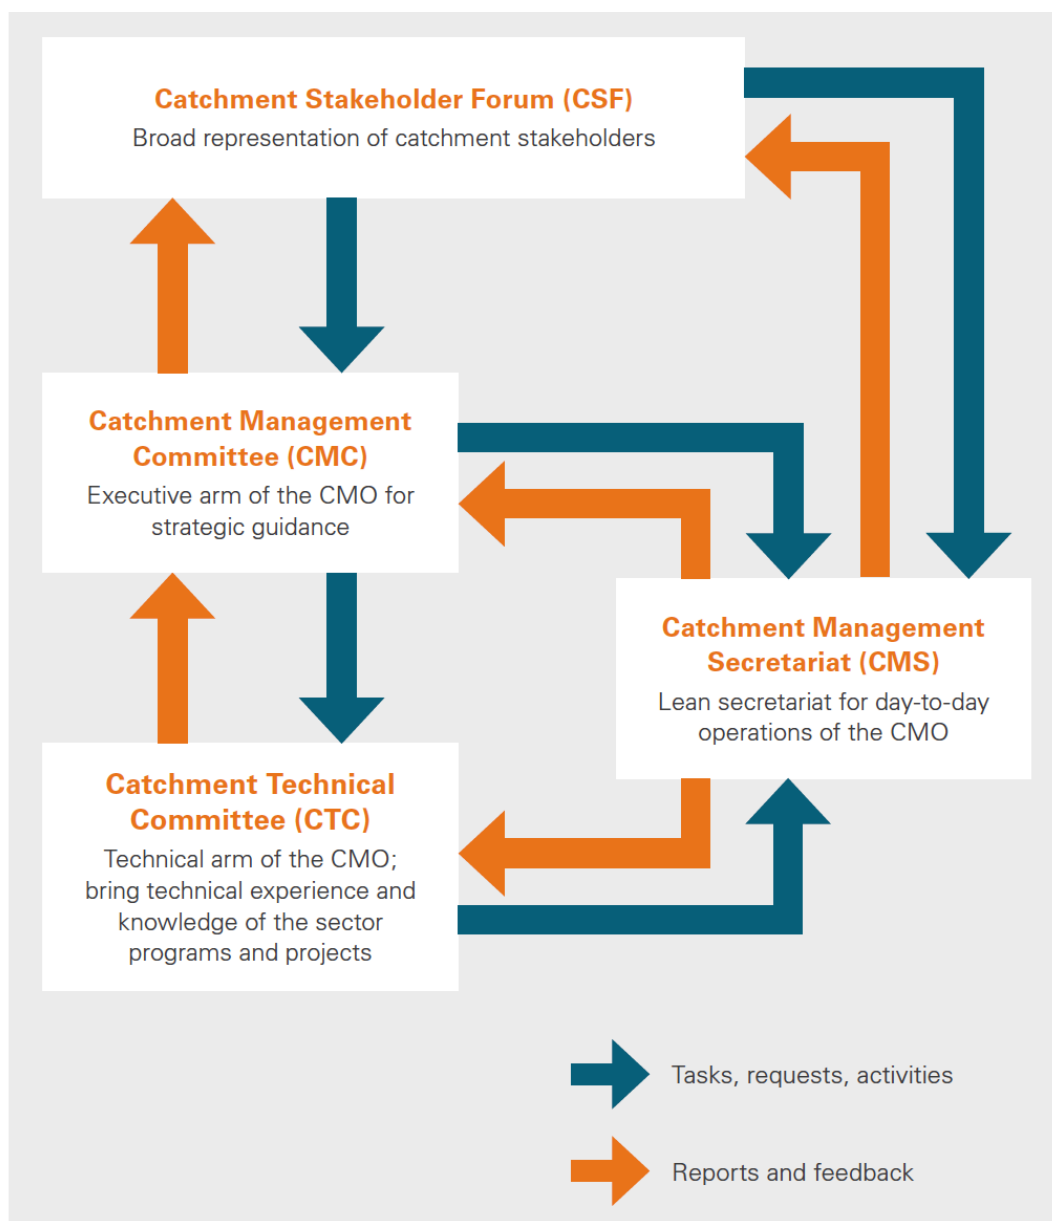 Catchment Stakeholder Forum (CSF)
Broad representation of catchment stakeholders
Catchment Management
Committee (CMC)
Executive arm of the CMO for
strategic guidance
Catchment Management
Secretariat (CMS)
Lean secretariat for day-to-day
operations of the CMO
Catchment Technical
Committee (CTC)
Technical arm of the CMO;
bring technical experience and
knowledge of the sector
programs and projects
Tasks, requests, activities
Reports and feedback